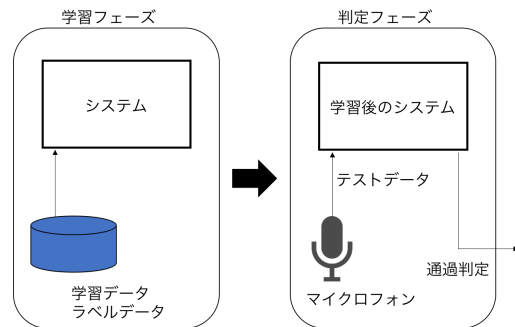 学習フェーズ
システム
学習データ
ラベルデータ
判定フェーズ
学習後のシステム
テストデータ
通過判定
マイクロフォン